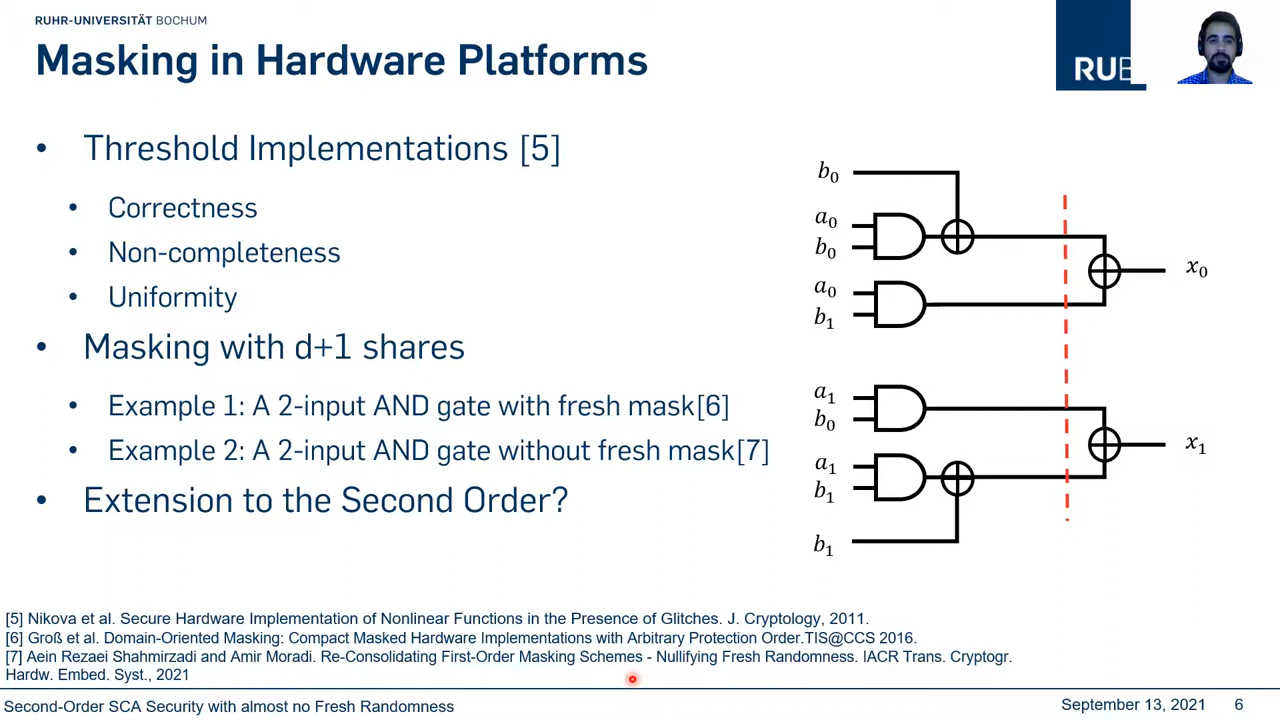 RUHR-UNIVERSITÄT BOCHUM
Masking in Hardware Platforms
RUB
• Threshold Implementations [5]
• Correctness
• Non-completeness
• Uniformity
• Masking with d+1 shares
• Example 1: A 2-input AND gate with fresh mask[6]
• Example 2: A 2-input AND gate without fresh mask[7]
• Extension to the Second Order?
b₀
a₀
b₀
a₀
b₁
x₀
a₁
b₀
a₁
b₁
x₁
b₁
[5] Nikova et al. Secure Hardware Implementation of Nonlinear Functions in the Presence of Glitches. J. Cryptology, 2011.
[6] Groß et al. Domain-Oriented Masking: Compact Masked Hardware Implementations with Arbitrary Protection Order.TIS@CCS 2016.
[7] Aein Rezaei Shahmirzadi and Amir Moradi. Re-Consolidating First-Order Masking Schemes - Nullifying Fresh Randomness. IACR Trans. Cryptogr.
Hardw. Embed. Syst., 2021
Second-Order SCA Security with almost no Fresh Randomness
September 13, 2021 6